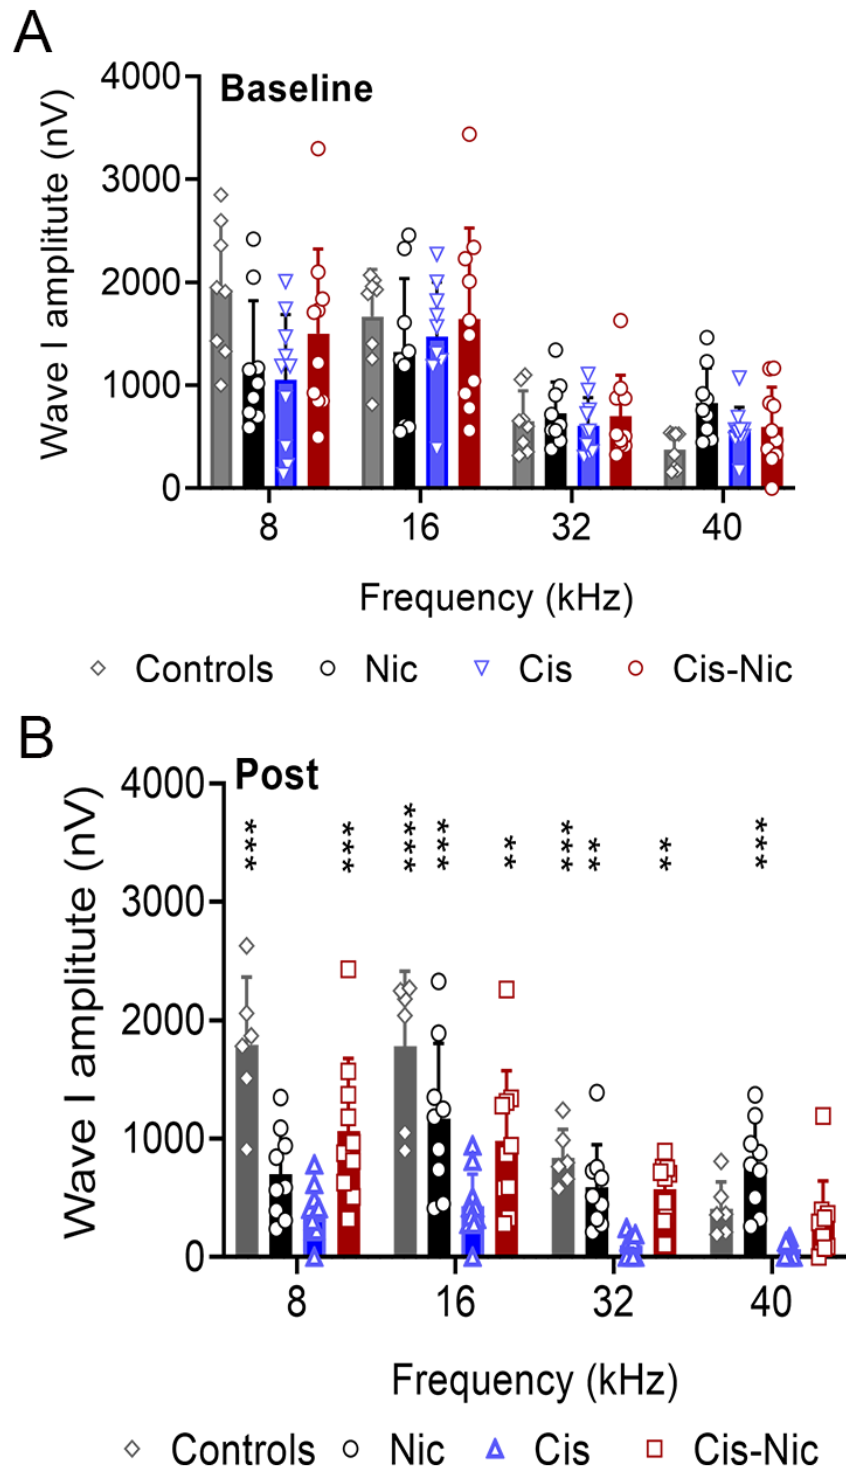 A
Baseline
Wave I amplitude (nV)
4000
3000
2000
1000
0
8 16 32 40
Frequency (kHz)
Controls Nic Cis Cis-Nic
B
Post
Wave I amplitude (nV)
4000
3000
2000
1000
0
*** *** **** *** ** *** ** ** ***
8 16 32 40
Frequency (kHz)
Controls Nic Cis Cis-Nic